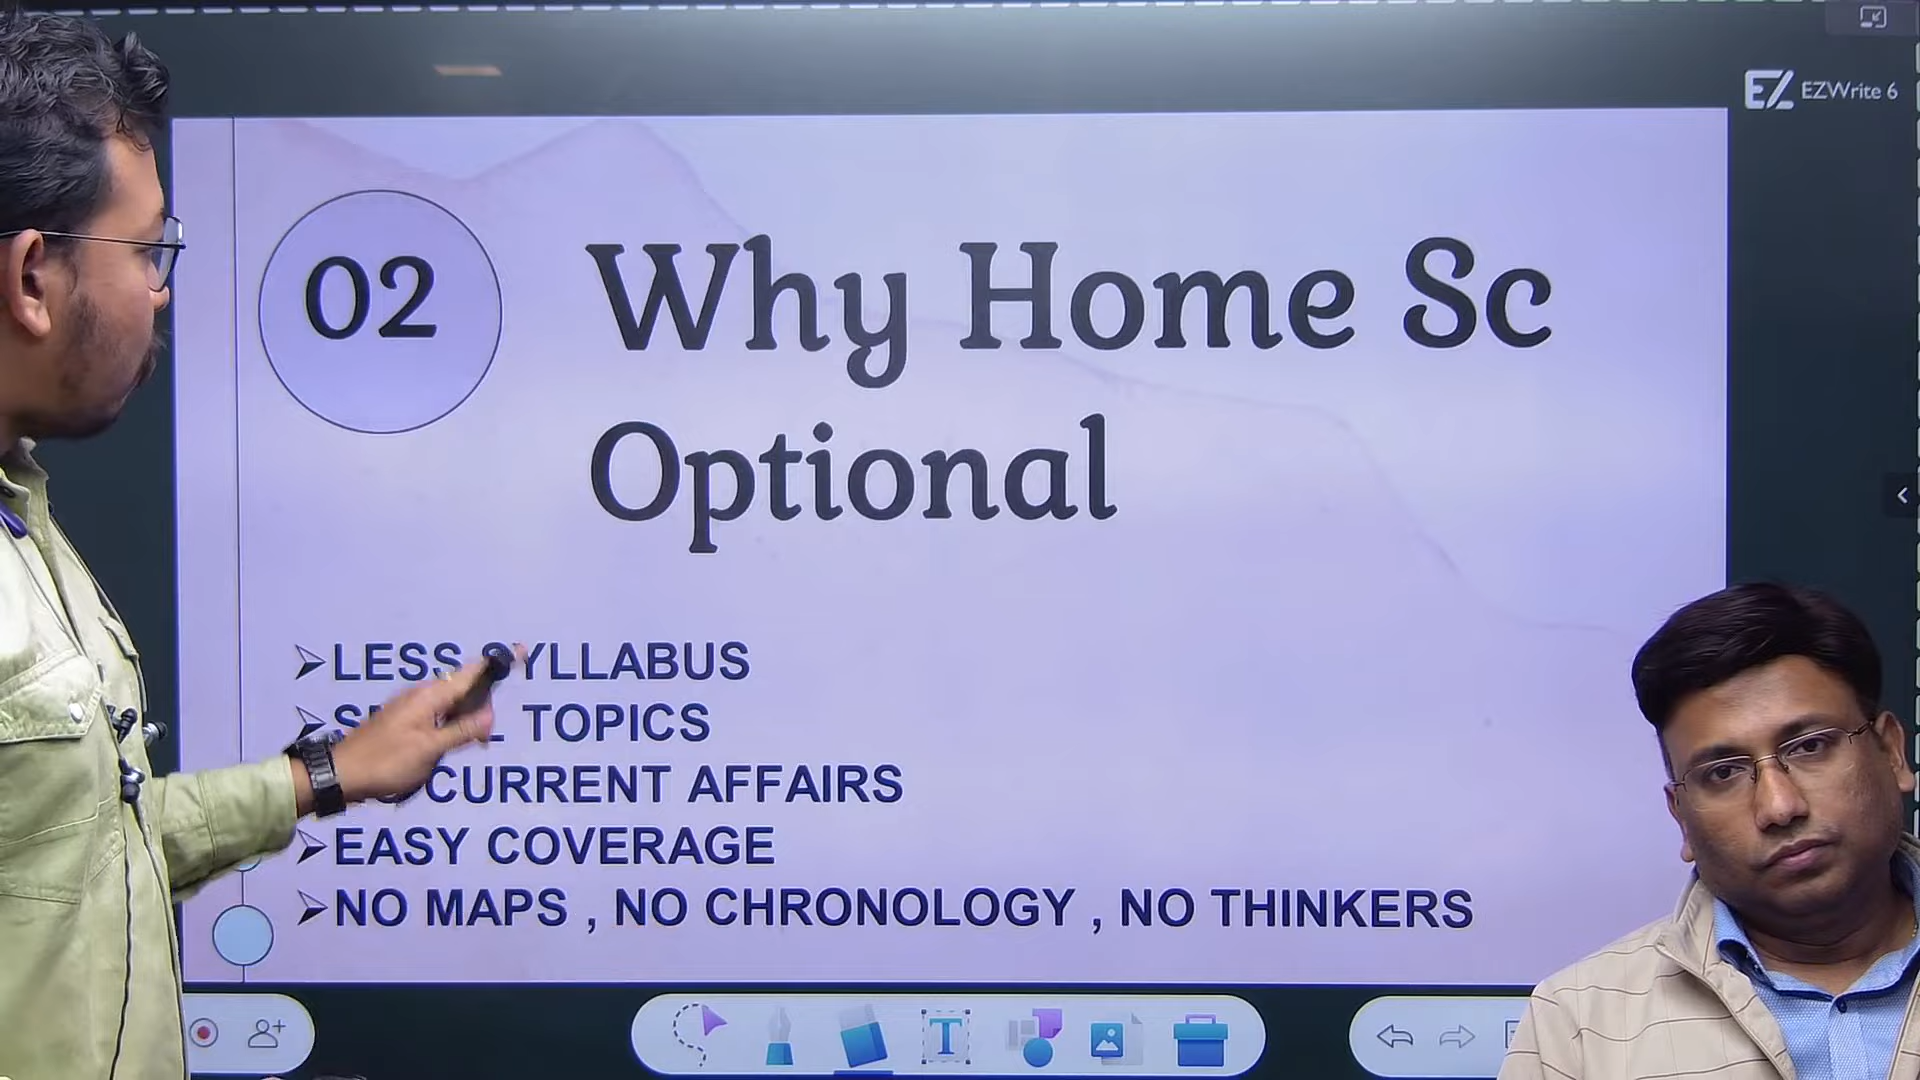 EZ EZWrite 6
02 Why Home Sc
Optional
➢LESS SYLLABUS
➢ TOPICS
CURRENT AFFAIRS
➢EASY COVERAGE
➢NO MAPS , NO CHRONOLOGY , NO THINKERS
T